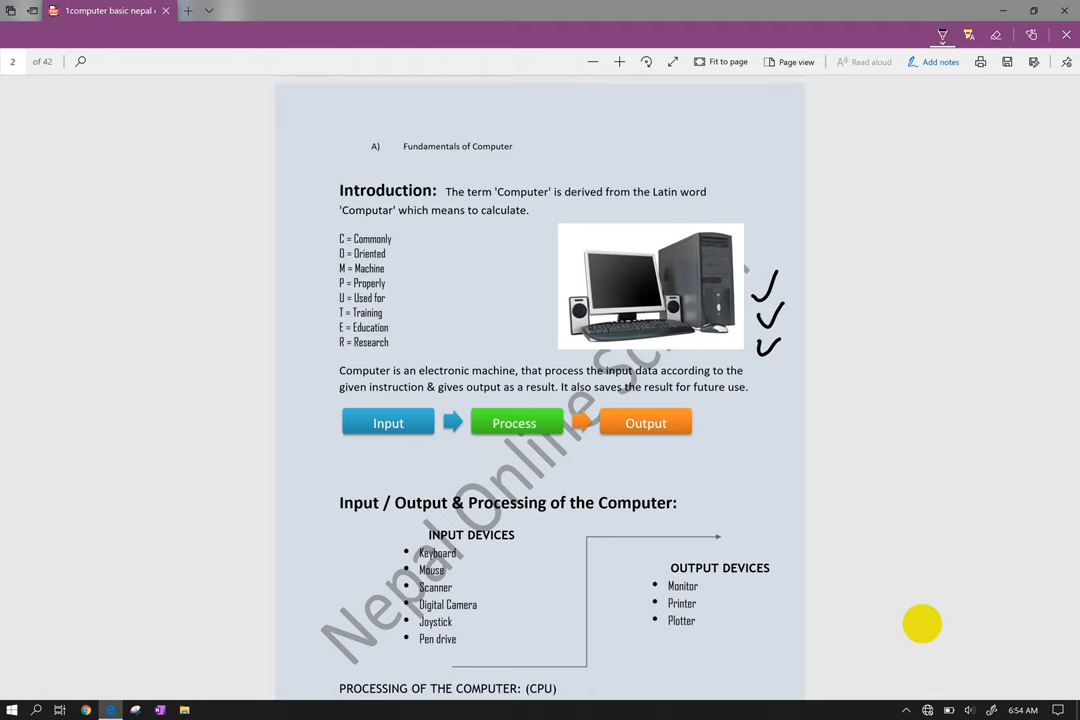 1computer basic nepal
2 of 42
Fit to page
Page view
Read aloud
Add notes
A) Fundamentals of Computer
Introduction: The term 'Computer' is derived from the Latin word
'Computar' which means to calculate.
C = Commonly
O = Oriented
M = Machine
P = Properly
U = Used for
T = Training
E = Education
R = Research
Computer is an electronic machine, that process the input data according to the
given instruction & gives output as a result. It also saves the result for future use.
Input
Process
Output
Input / Output & Processing of the Computer:
INPUT DEVICES
• Keyboard
• Mouse
• Scanner
• Digital Camera
• Joystick
• Pen drive
OUTPUT DEVICES
• Monitor
• Printer
• Plotter
PROCESSING OF THE COMPUTER: (CPU)
Nepal Online
6:54 AM